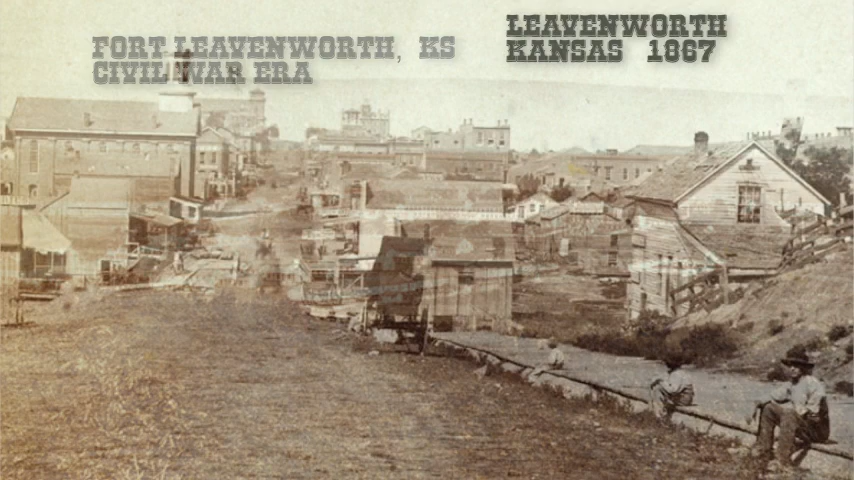 FORT LEAVENWORTH, KS
CIVIL WAR ERA
LEAVENWORTH
KANSAS 1867